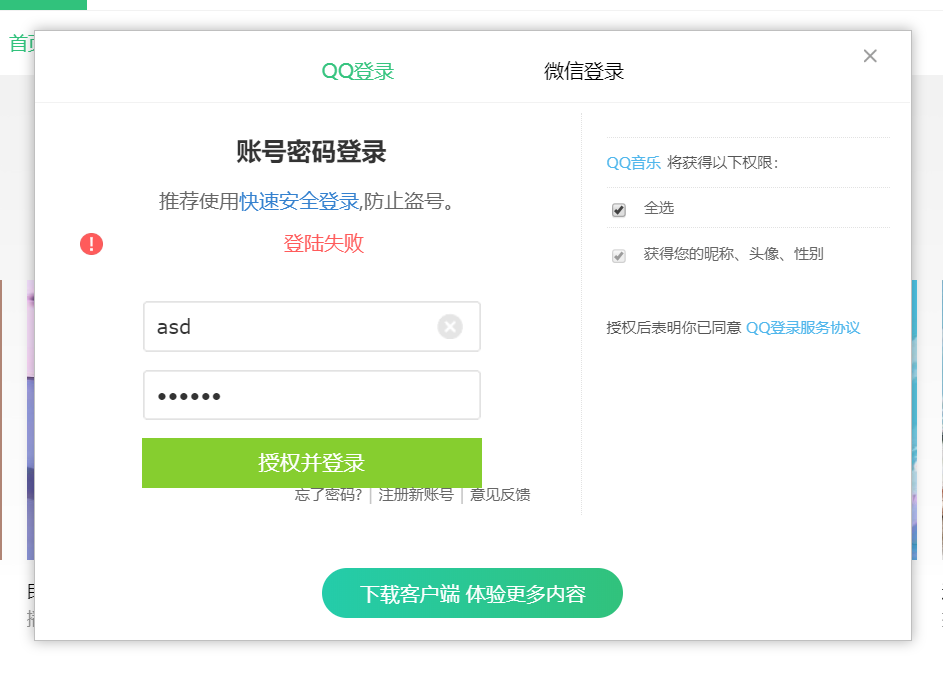 首页
QQ登录
微信登录
账号密码登录
推荐使用快速安全登录,防止盗号。
登陆失败
asd
授权并登录
忘了密码? | 注册新账号 | 意见反馈
QQ音乐 将获得以下权限:
全选
获得您的昵称、头像、性别
授权后表明你已同意 QQ登录服务协议
下载客户端 体验更多内容